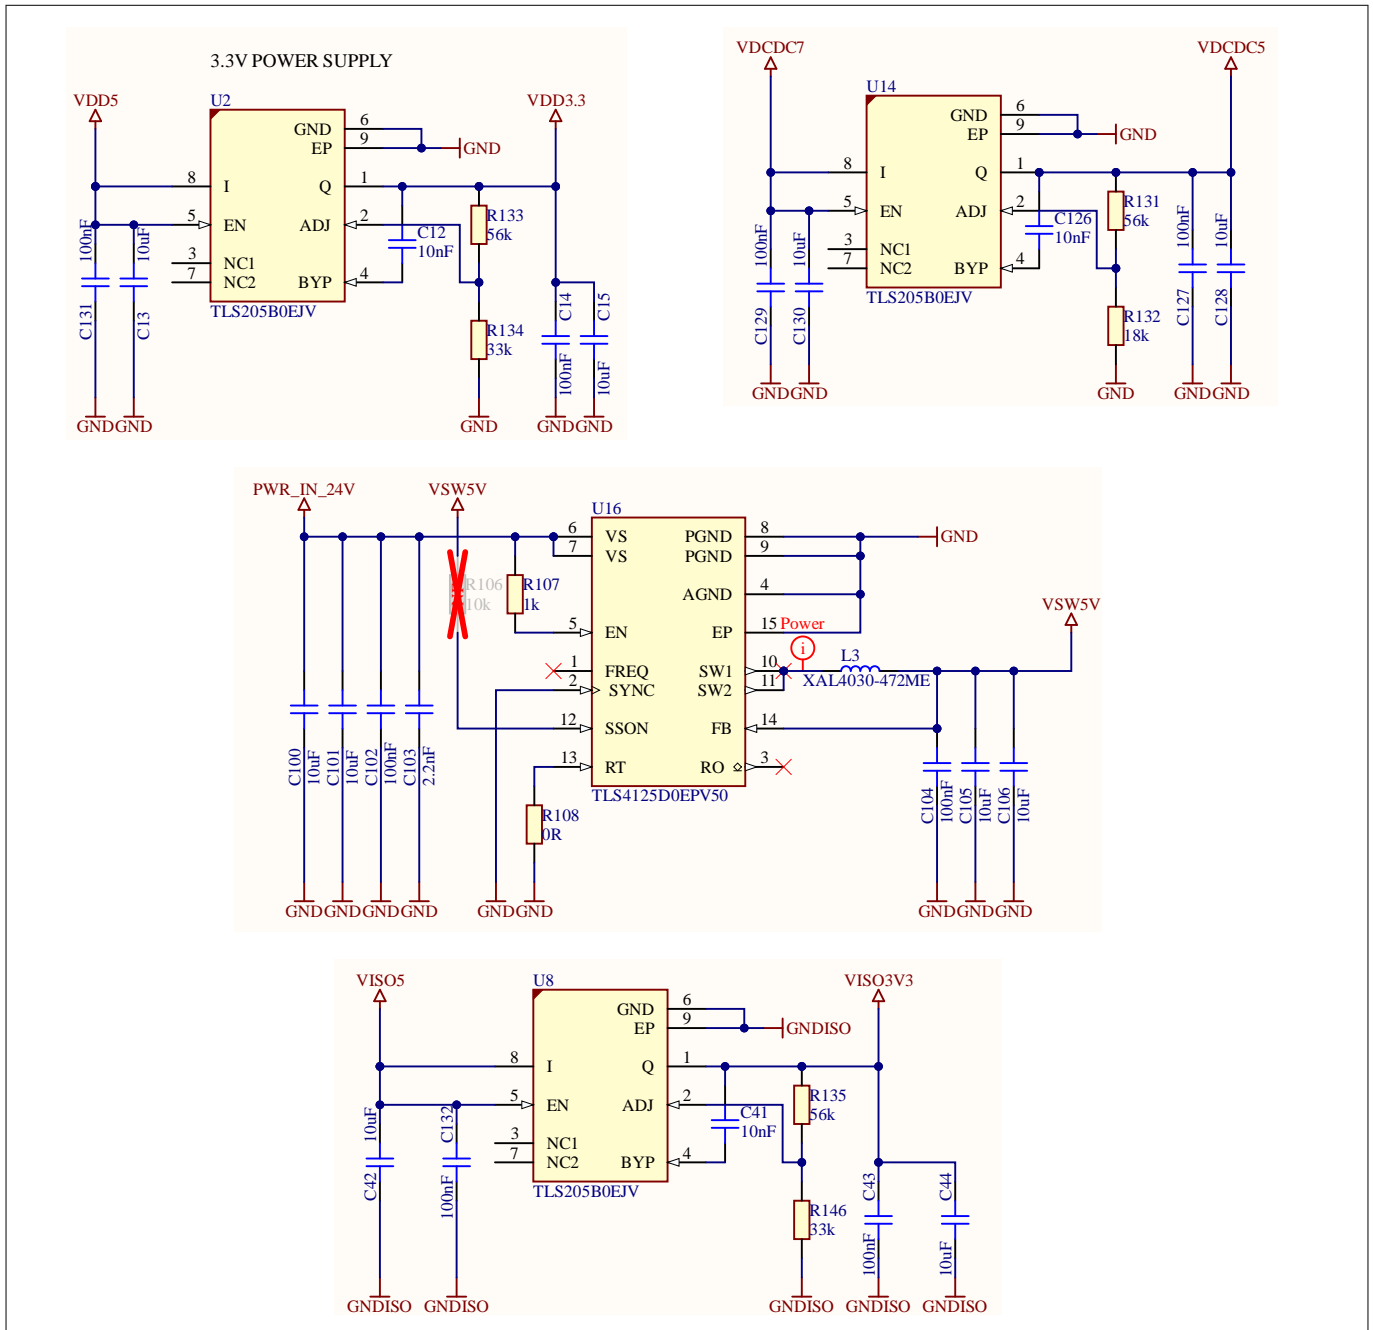 3.3V POWER SUPPLY
VDD5
U2
VDD3.3
GND 6
EP 9
GND
8 I
Q 1
5 EN
ADJ 2
3 NC1
7 NC2
BYP 4
TLS205B0EJV
100nF
C131
10uF
C13
C12
10nF
R133
56k
R134
33k
C14
100nF
C15
10uF
GND
GND
GND
GND
GND
VDCDC7
U14
VDCDC5
GND 6
EP 9
GND
8 I
Q 1
5 EN
ADJ 2
3 NC1
7 NC2
BYP 4
TLS205B0EJV
100nF
C129
10uF
C130
C126
10nF
R131
56k
R132
18k
100nF
C127
10uF
C128
GND
GND
GND
GND
GND
PWR_IN_24V
VSW5V
U16
6 VS
7 VS
PGND 8
PGND 9
GND
AGND 4
R106
10k
R107
1k
5 EN
EP 15
Power
i
1 FREQ
2 SYNC
SW1 10
SW2 11
L3
XAL4030-472ME
VSW5V
12 SSON
FB 14
13 RT
RO 3
TLS4125D0EPV50
R108
0R
C100
10uF
C101
10uF
C102
100nF
C103
2.2nF
C104
100nF
C105
10uF
C106
10uF
GND
GND
GND
GND
GND
GND
GND
GND
GND
VISO5
U8
VISO3V3
GND 6
EP 9
GNDISO
8 I
Q 1
5 EN
ADJ 2
3 NC1
7 NC2
BYP 4
TLS205B0EJV
10uF
C42
C132
100nF
C41
10nF
R135
56k
R146
33k
C43
100nF
C44
10uF
GNDISO
GNDISO
GNDISO
GNDISO
GNDISO